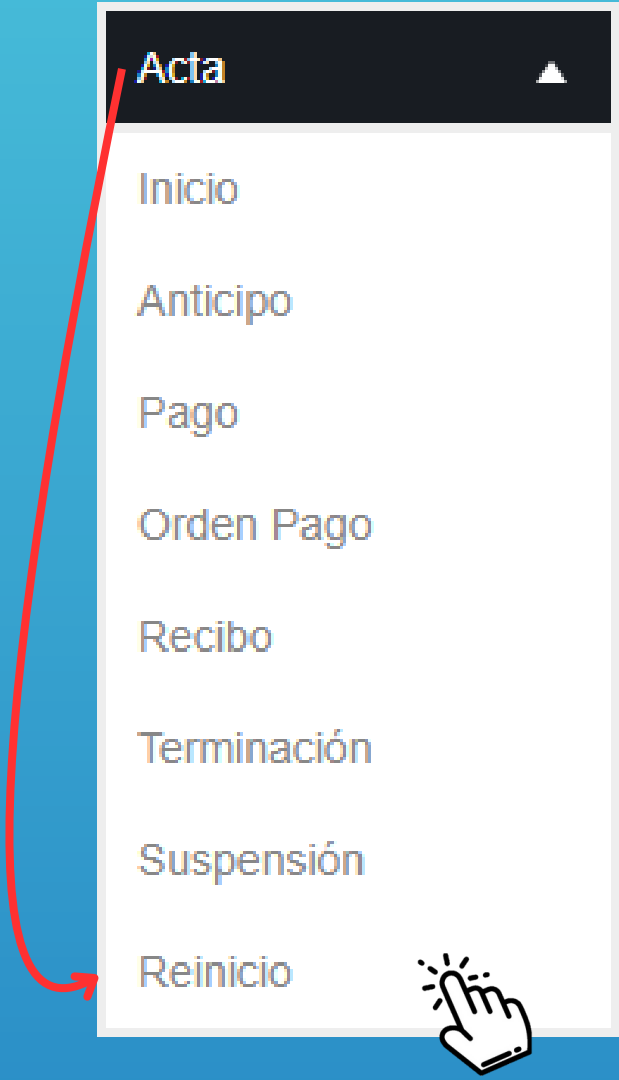 Acta
Inicio
Anticipo
Pago
Orden Pago
Recibo
Terminación
Suspensión
Reinicio